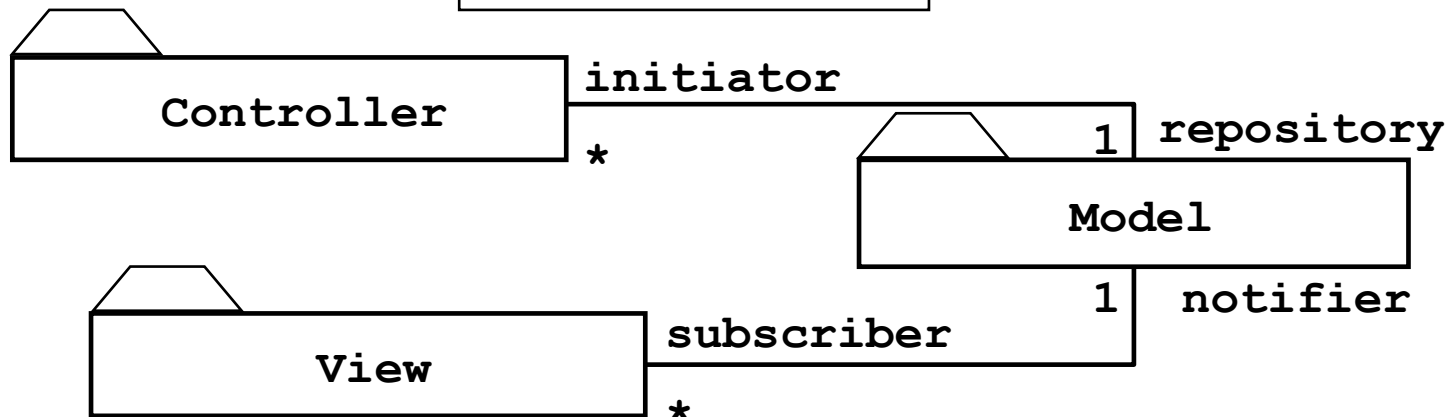 initiator
Controller
*
1 repository
Model
1 notifier
subscriber
View
*